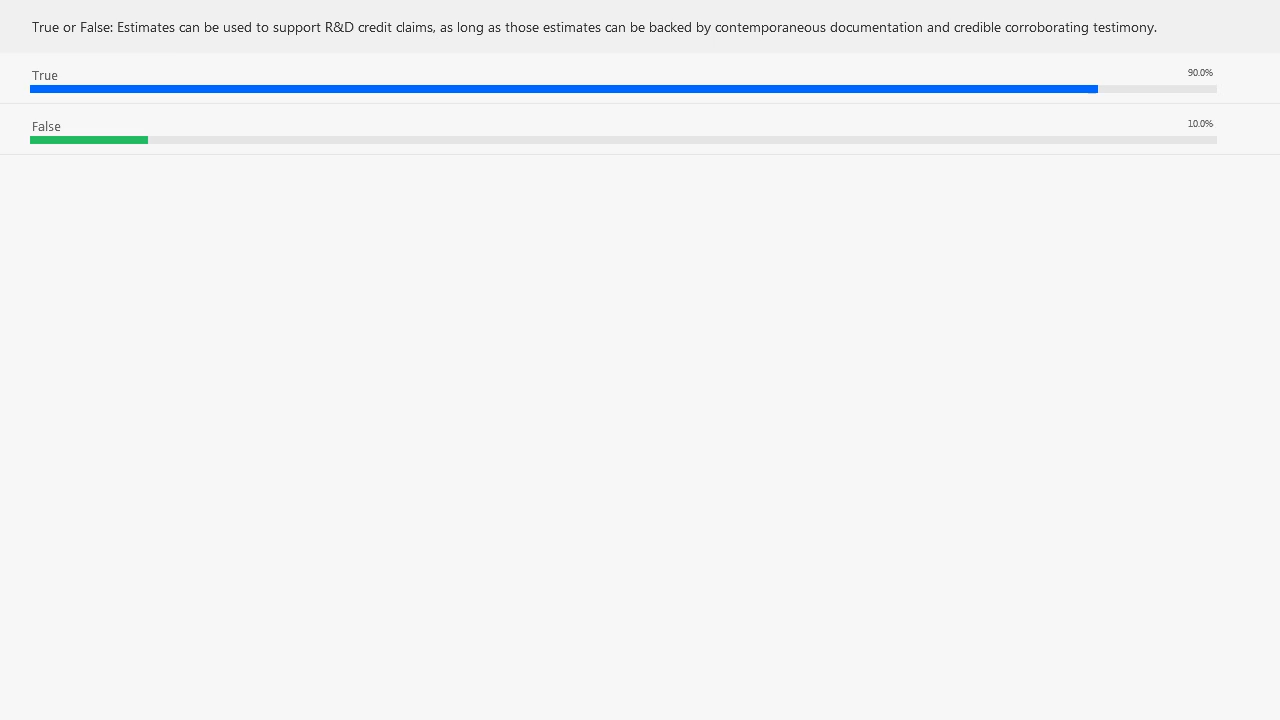 True or False: Estimates can be used to support R&D credit claims, as long as those estimates can be backed by contemporaneous documentation and credible corroborating testimony.
True
90.0%
False
10.0%